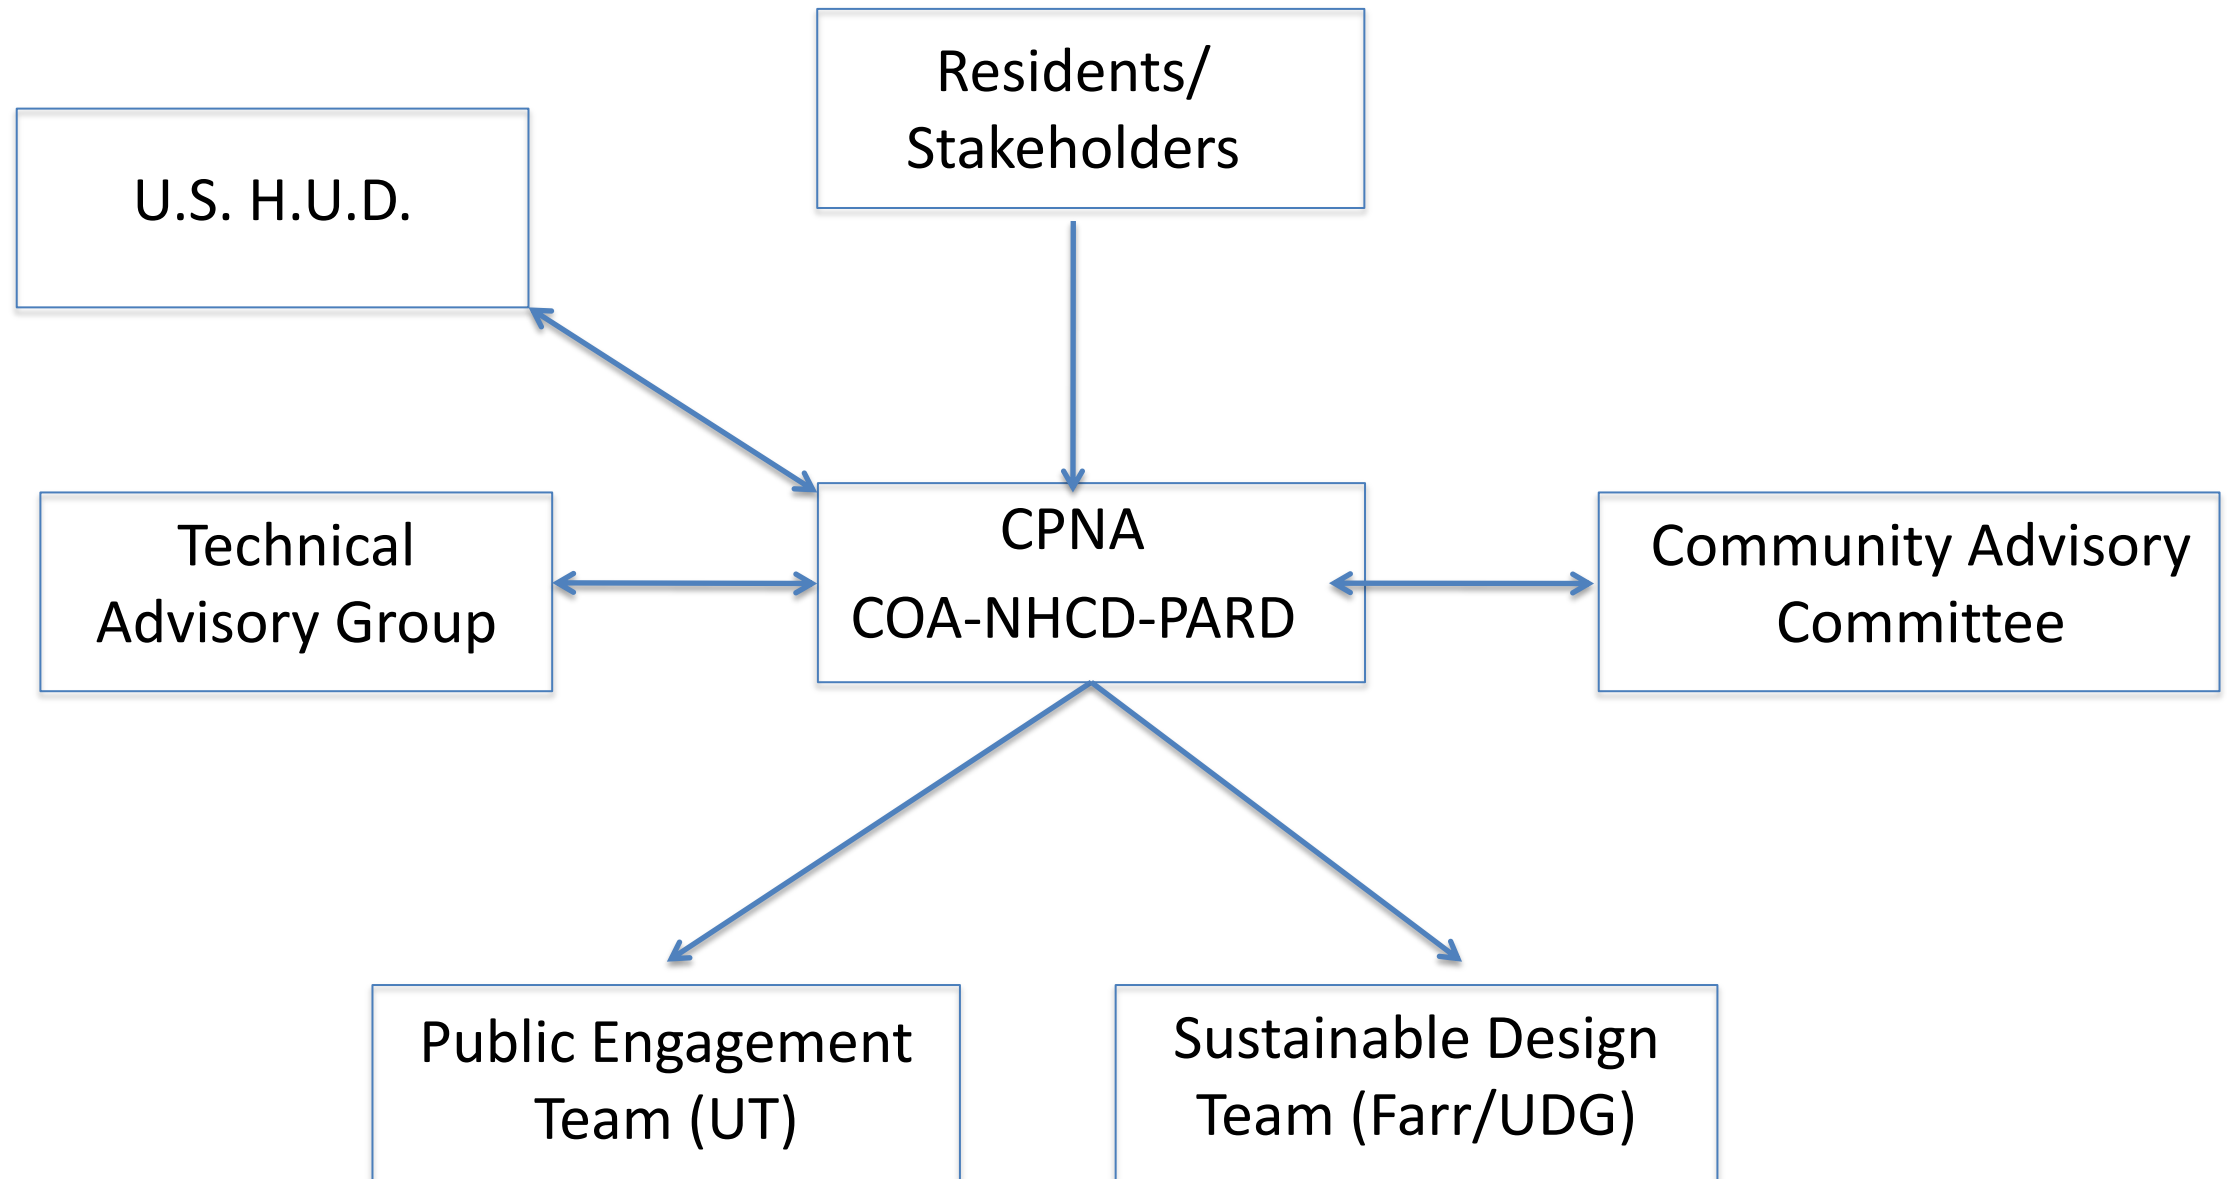 Residents/
Stakeholders
U.S. H.U.D.
Technical
Advisory Group
CPNA
COA-NHCD-PARD
Community Advisory
Committee
Public Engagement
Team (UT)
Sustainable Design
Team (Farr/UDG)